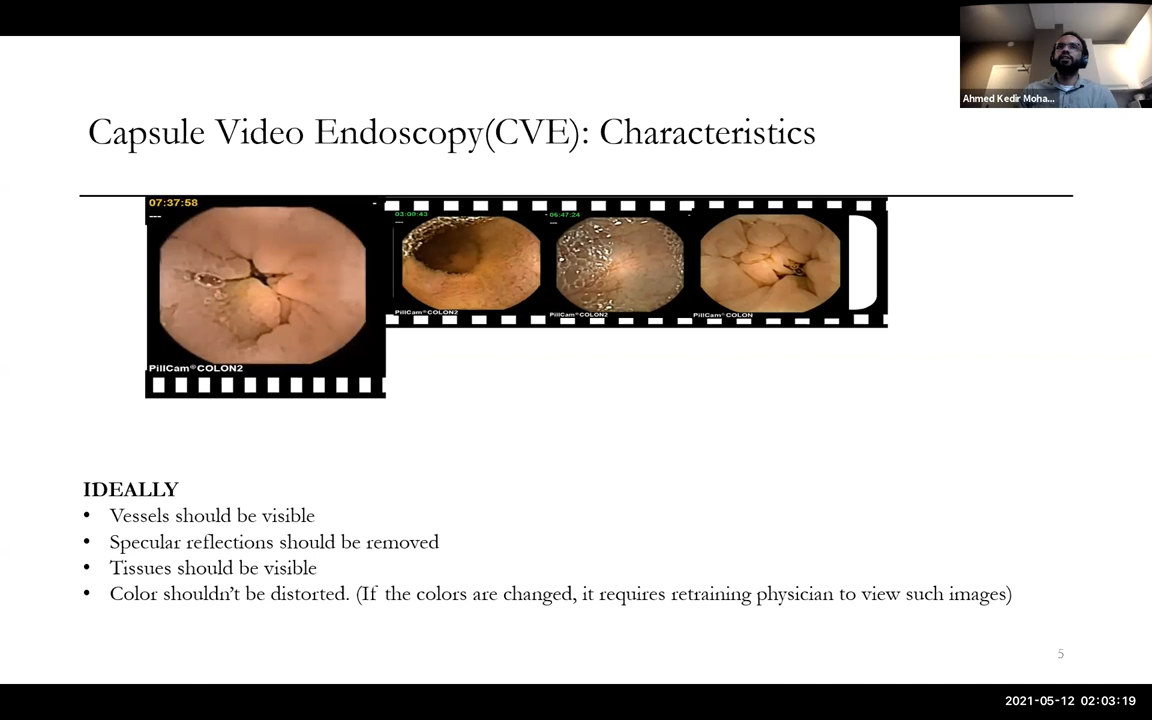 Ahmed Kedir Moha...
Capsule Video Endoscopy(CVE): Characteristics
07:37:58
03:00:43
06:47:24
PillCam®COLON2
PillCam®COLON2
PillCam®COLON
PillCam®COLON2
IDEALLY
• Vessels should be visible
• Specular reflections should be removed
• Tissues should be visible
• Color shouldn't be distorted. (If the colors are changed, it requires retraining physician to view such images)
5
2021-05-12 02:03:19